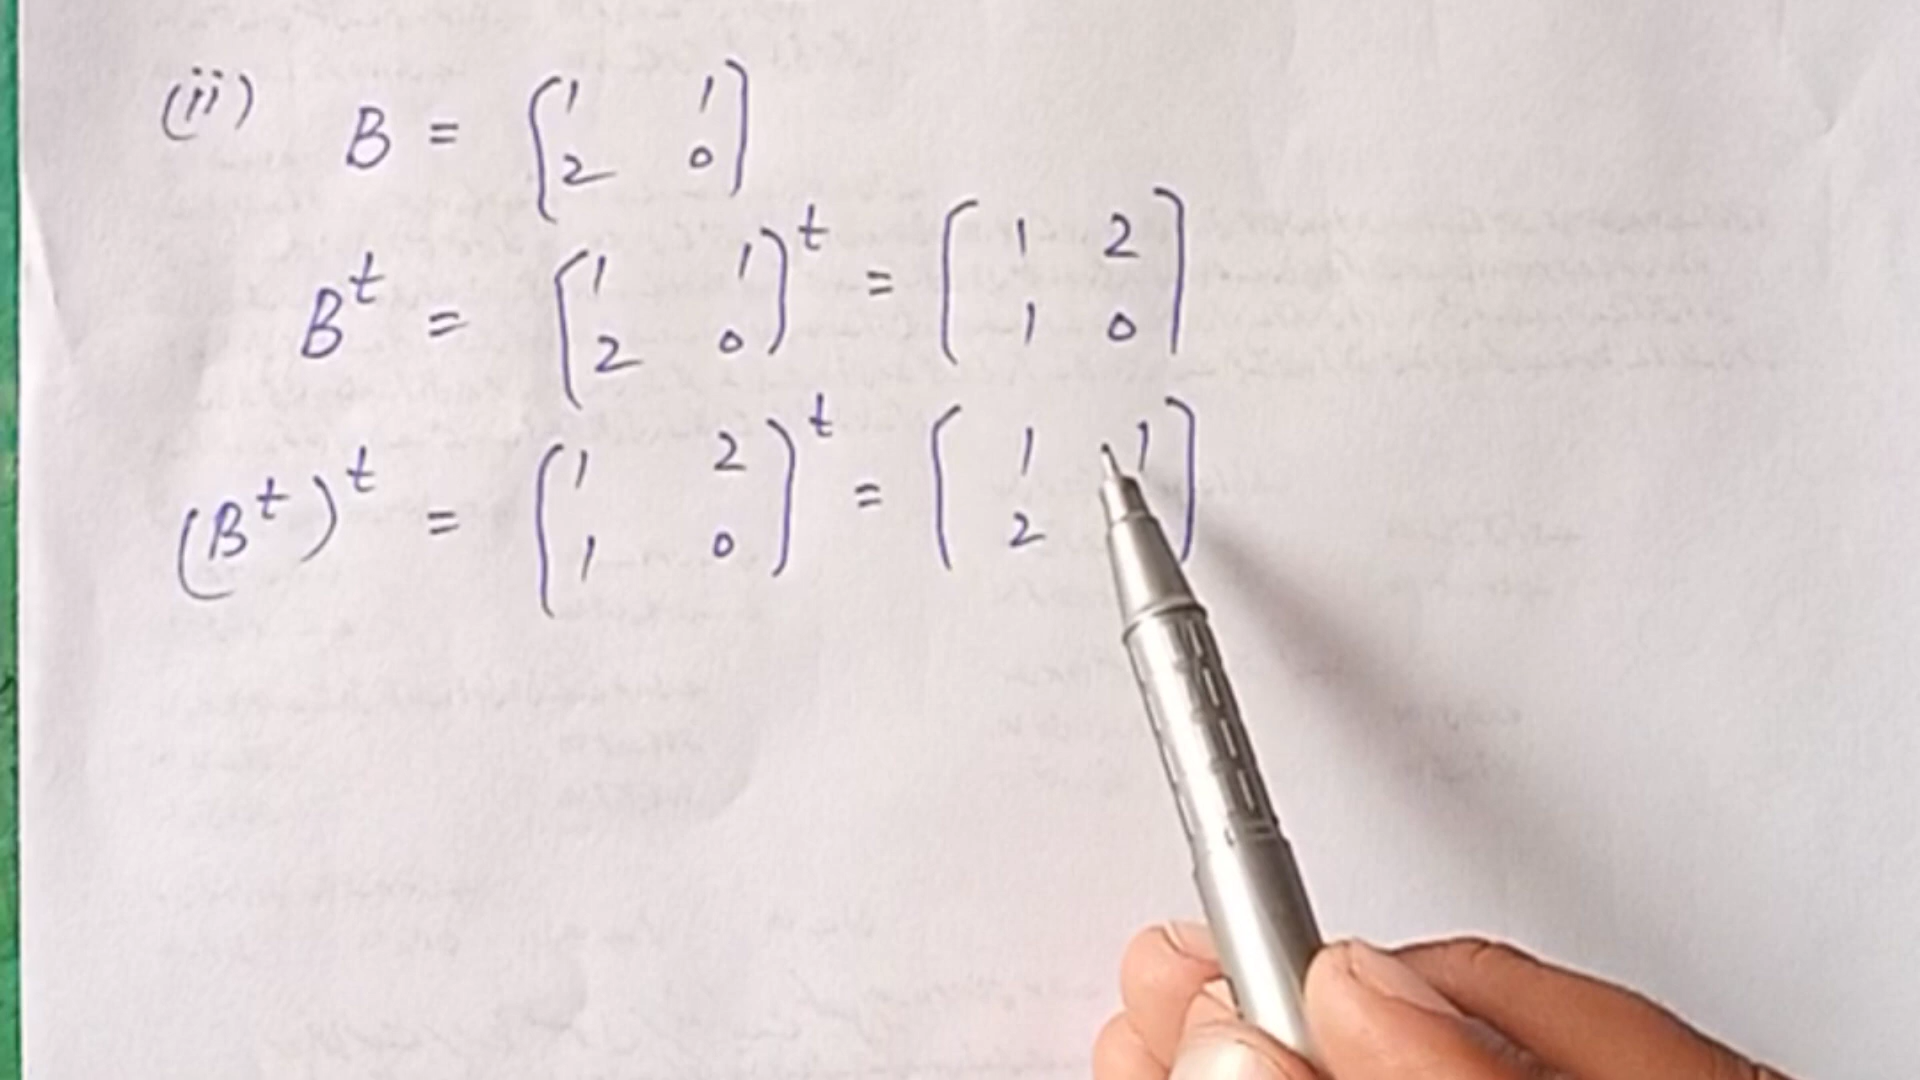 (ii) B = [1 1
2 0]
B^t = [1 1
2 0]^t = [1 2
1 0]
(B^t)^t = [1 2
1 0]^t = [1 1
2 ]